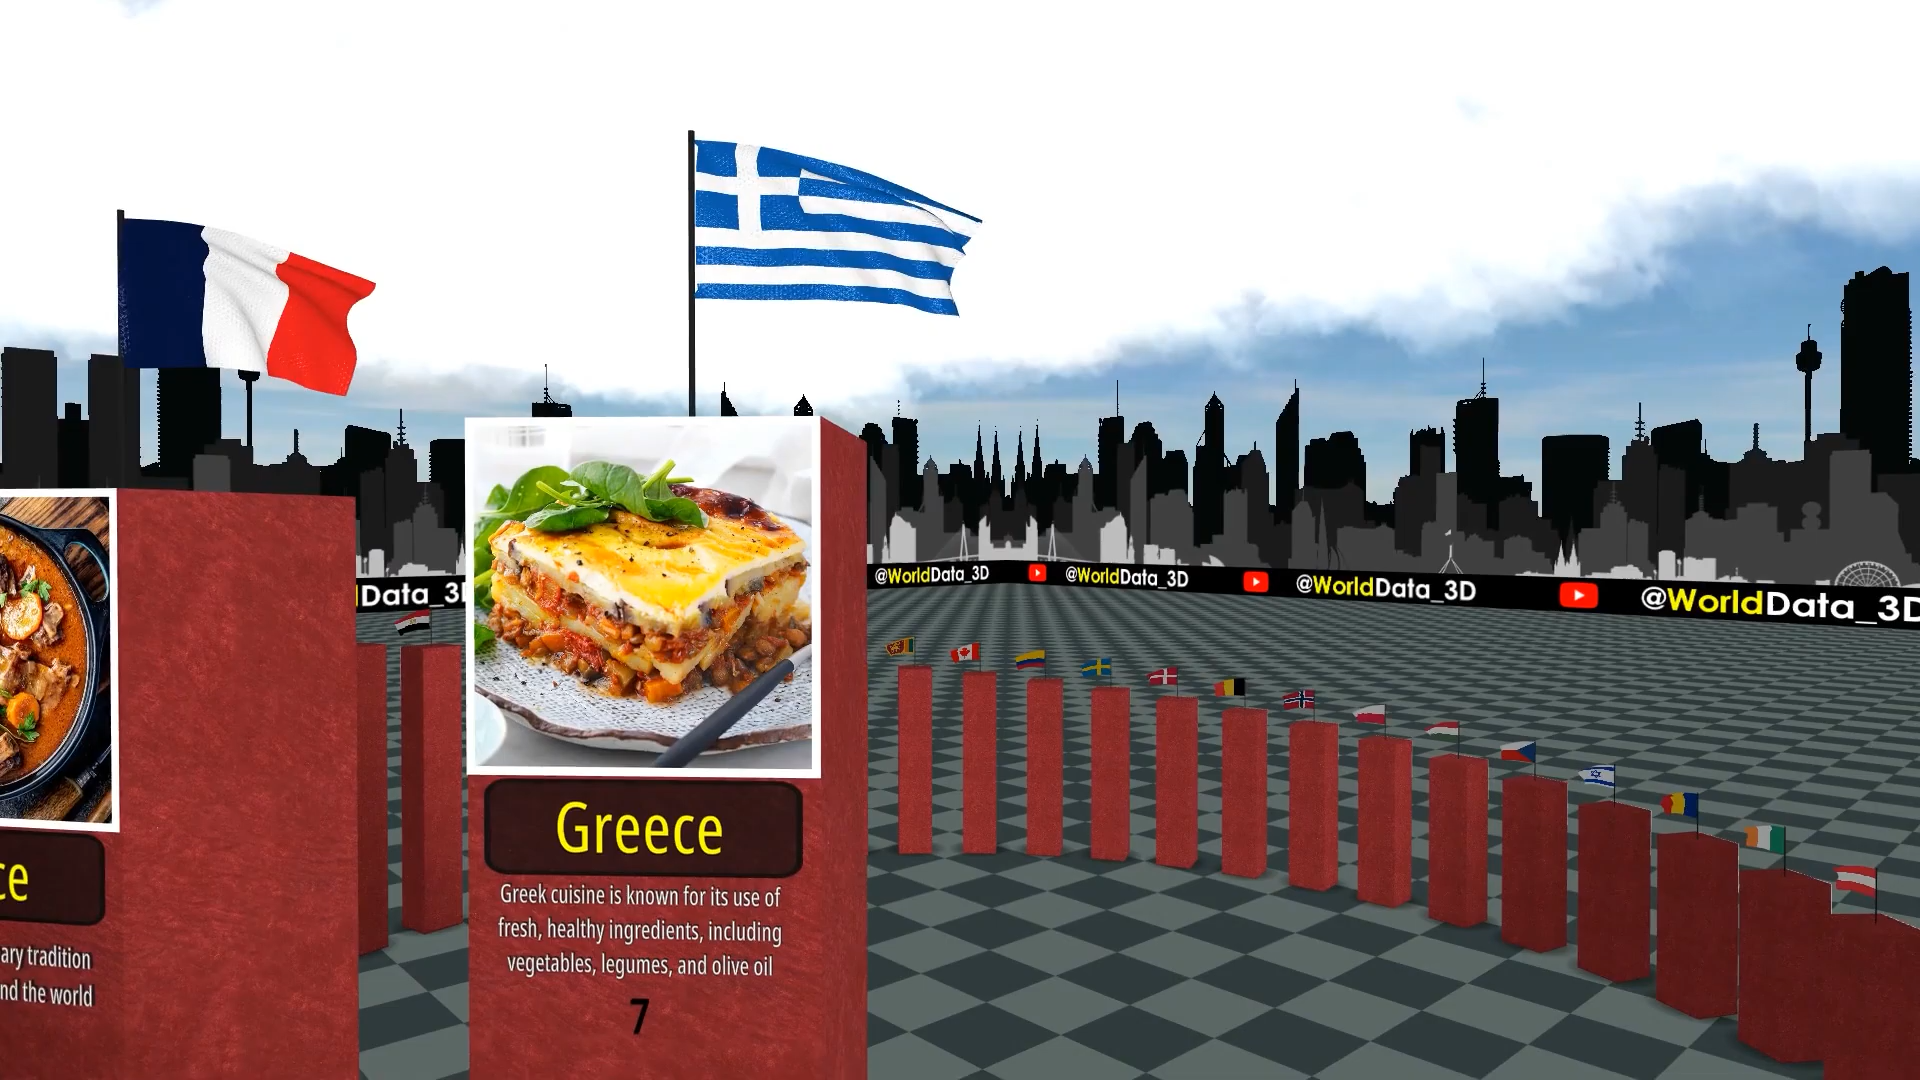 Data_3D
@WorldData_3D
@WorldData_3D
@WorldData_3D
@WorldData_3D
Greece
Greek cuisine is known for its use of
fresh, healthy ingredients, including
vegetables, legumes, and olive oil
7
ce
ary tradition
nd the world